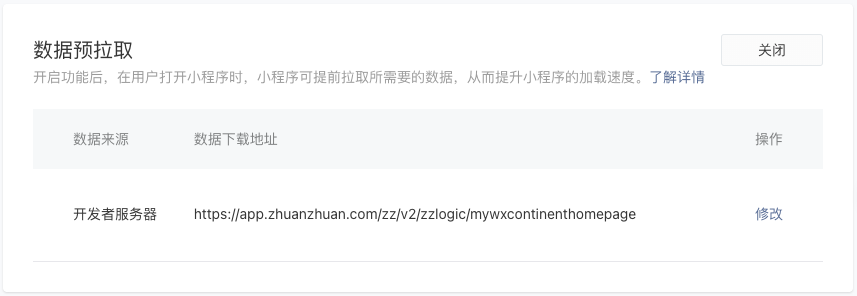 数据预拉取
关闭
开启功能后，在用户打开小程序时，小程序可提前拉取所需要的数据，从而提升小程序的加载速度。了解详情
数据来源 数据下载地址 操作
开发者服务器 https://app.zhuanzhuan.com/zz/v2/zzlogic/mywxcontinenthomepage 修改